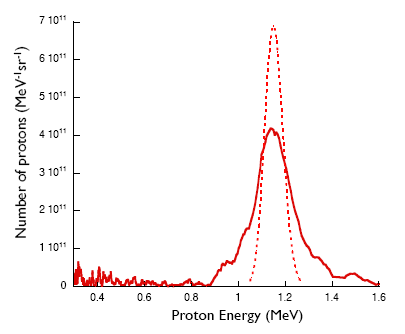 Number of protons (MeV⁻¹sr⁻¹)
7 10¹¹
6 10¹¹
5 10¹¹
4 10¹¹
3 10¹¹
2 10¹¹
1 10¹¹
0
0.4 0.6 0.8 1 1.2 1.4 1.6
Proton Energy (MeV)